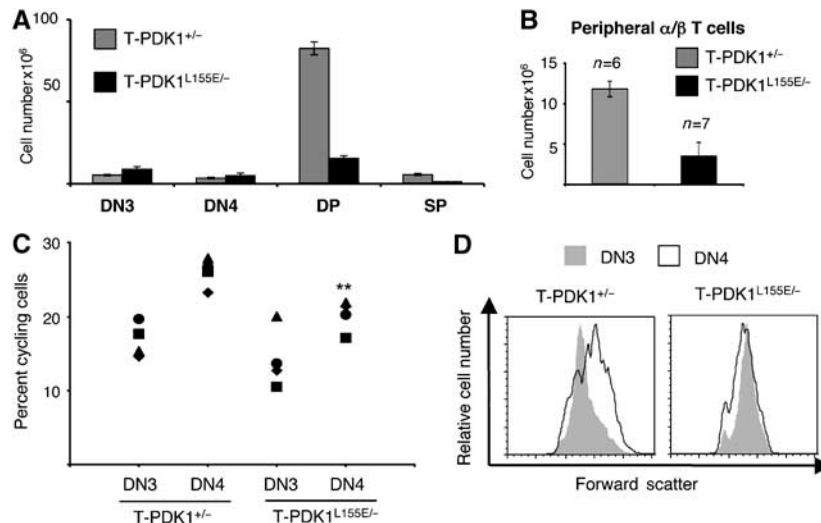 A
100
50
Cell number×10⁶
T-PDK1⁺/⁻
T-PDK1ᴸ¹⁵⁵ᴱ/⁻
DN3 DN4 DP SP
B
Peripheral α/β T cells
T-PDK1⁺/⁻
T-PDK1ᴸ¹⁵⁵ᴱ/⁻
15
10
5
Cell number×10⁶
n=6
n=7
C
30
20
10
Percent cycling cells
**
DN3 DN4 DN3 DN4
T-PDK1⁺/⁻ T-PDK1ᴸ¹⁵⁵ᴱ/⁻
D
DN3 DN4
T-PDK1⁺/⁻ T-PDK1ᴸ¹⁵⁵ᴱ/⁻
Relative cell number
Forward scatter